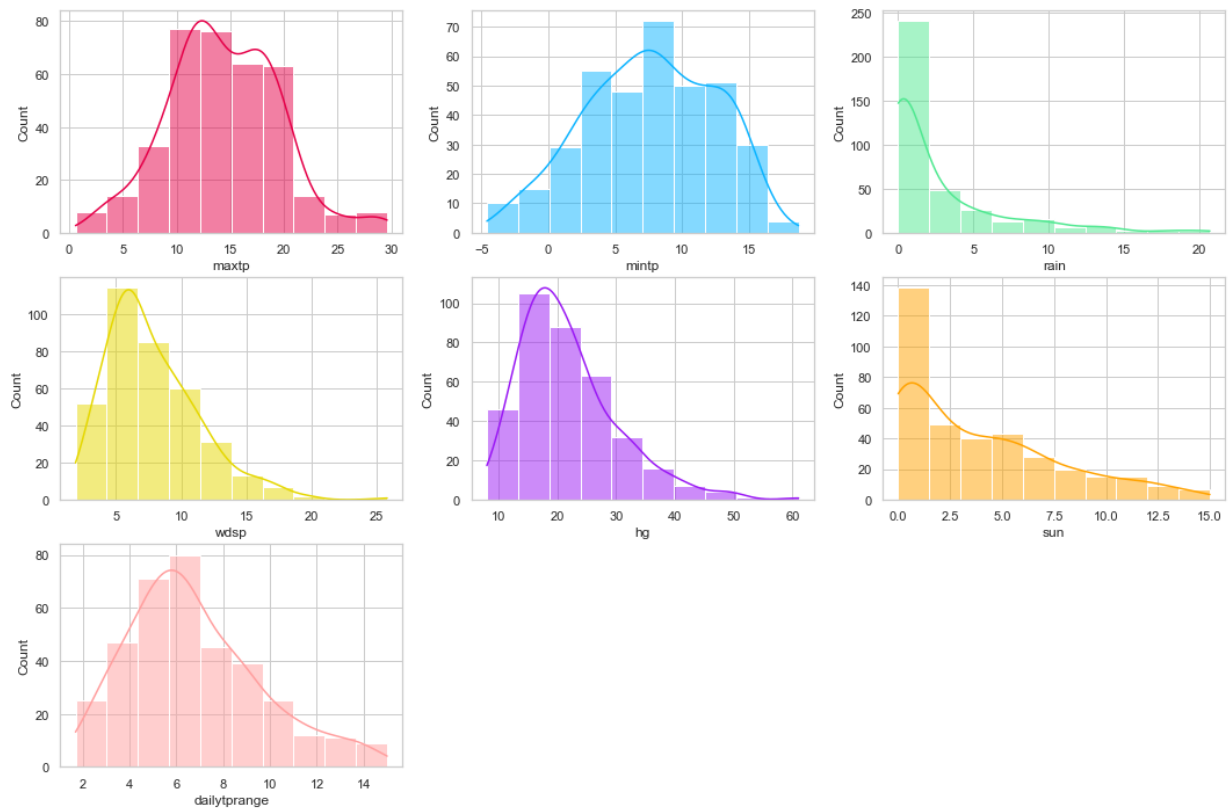 80
60
40
20
0
Count
0 5 10 15 20 25 30
maxtp
70
60
50
40
30
20
10
0
Count
−5 0 5 10 15
mintp
250
200
150
100
50
0
Count
0 5 10 15 20
rain
100
80
60
40
20
0
Count
5 10 15 20 25
wdsp
100
80
60
40
20
0
Count
10 20 30 40 50 60
hg
140
120
100
80
60
40
20
0
Count
0.0 2.5 5.0 7.5 10.0 12.5 15.0
sun
80
60
40
20
0
Count
2 4 6 8 10 12 14
dailytprange